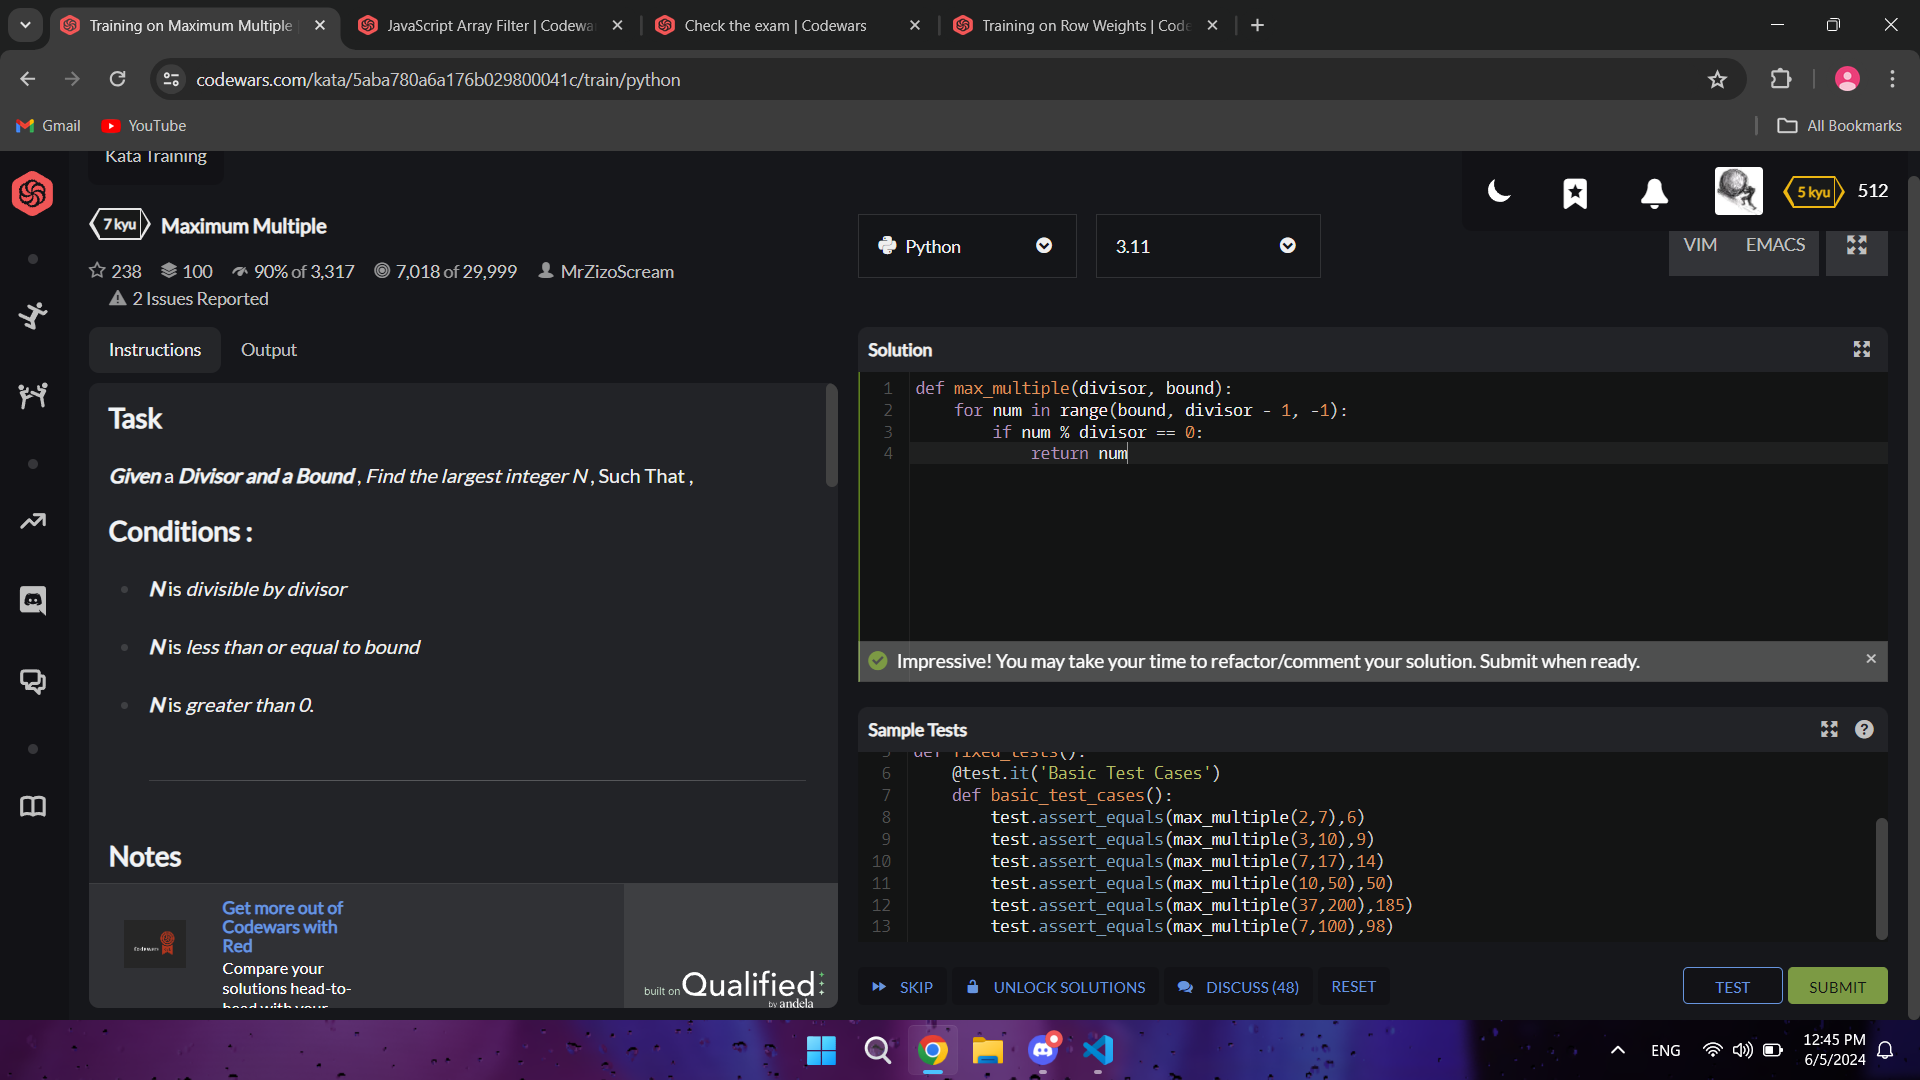 Training on Maximum Multiple
JavaScript Array Filter | Codewa
Check the exam | Codewars
Training on Row Weights | Code
codewars.com/kata/5aba780a6a176b029800041c/train/python
Gmail
YouTube
All Bookmarks
Kata Training
7 kyu
Maximum Multiple
238
100
90% of 3,317
7,018 of 29,999
MrZizoScream
2 Issues Reported
Python
3.11
VIM
EMACS
5 kyu
512
Instructions
Output
Task
Given a Divisor and a Bound , Find the largest integer N , Such That ,
Conditions :
N is divisible by divisor
N is less than or equal to bound
N is greater than 0.
Notes
Get more out of
Codewars with
Red
Compare your
solutions head-to-
head with your
codewars
built on Qualified
by andela
Solution
1 def max_multiple(divisor, bound):
2 for num in range(bound, divisor - 1, -1):
3 if num % divisor == 0:
4 return num
Impressive! You may take your time to refactor/comment your solution. Submit when ready.
Sample Tests
5 def fixed_tests():
6 @test.it('Basic Test Cases')
7 def basic_test_cases():
8 test.assert_equals(max_multiple(2,7),6)
9 test.assert_equals(max_multiple(3,10),9)
10 test.assert_equals(max_multiple(7,17),14)
11 test.assert_equals(max_multiple(10,50),50)
12 test.assert_equals(max_multiple(37,200),185)
13 test.assert_equals(max_multiple(7,100),98)
SKIP
UNLOCK SOLUTIONS
DISCUSS (48)
RESET
TEST
SUBMIT
ENG
12:45 PM
6/5/2024